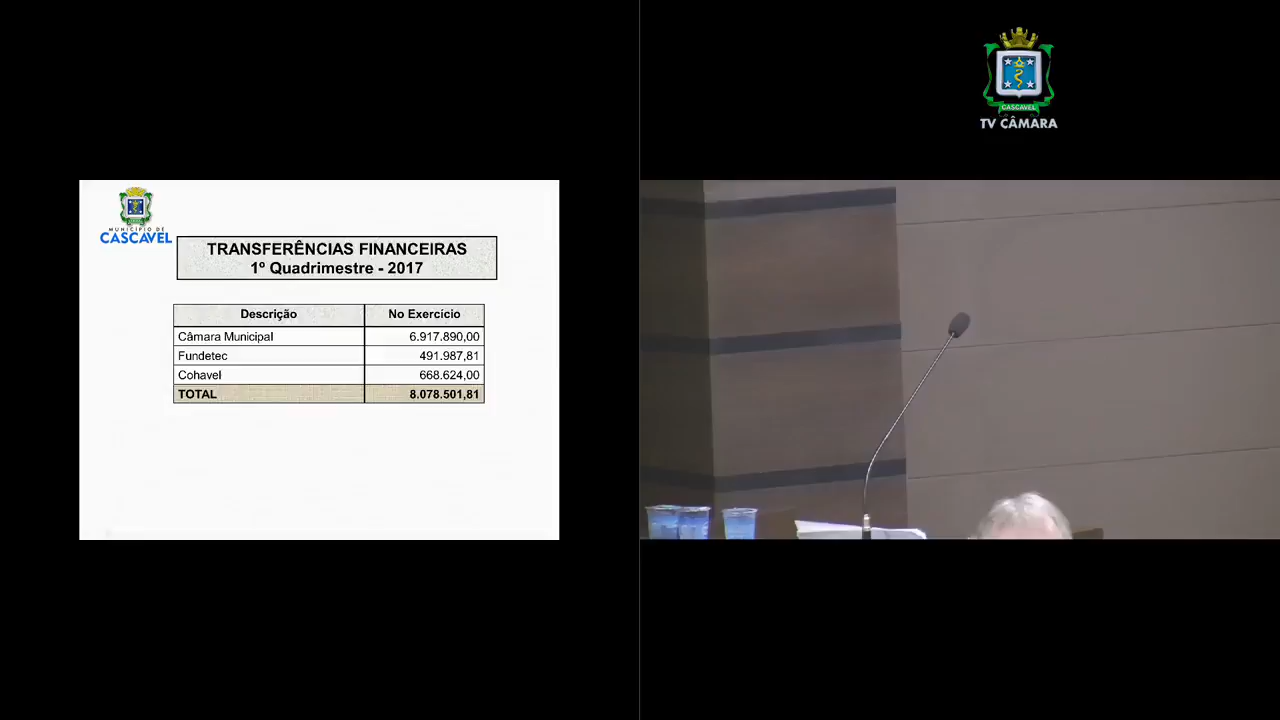 MUNICÍPIO DE
CASCAVEL
TRANSFERÊNCIAS FINANCEIRAS
1º Quadrimestre - 2017
Descrição No Exercício
Câmara Municipal 6.917.890,00
Fundetec 491.987,81
Cohavel 668.624,00
TOTAL 8.078.501,81
CASCAVEL
TV CÂMARA